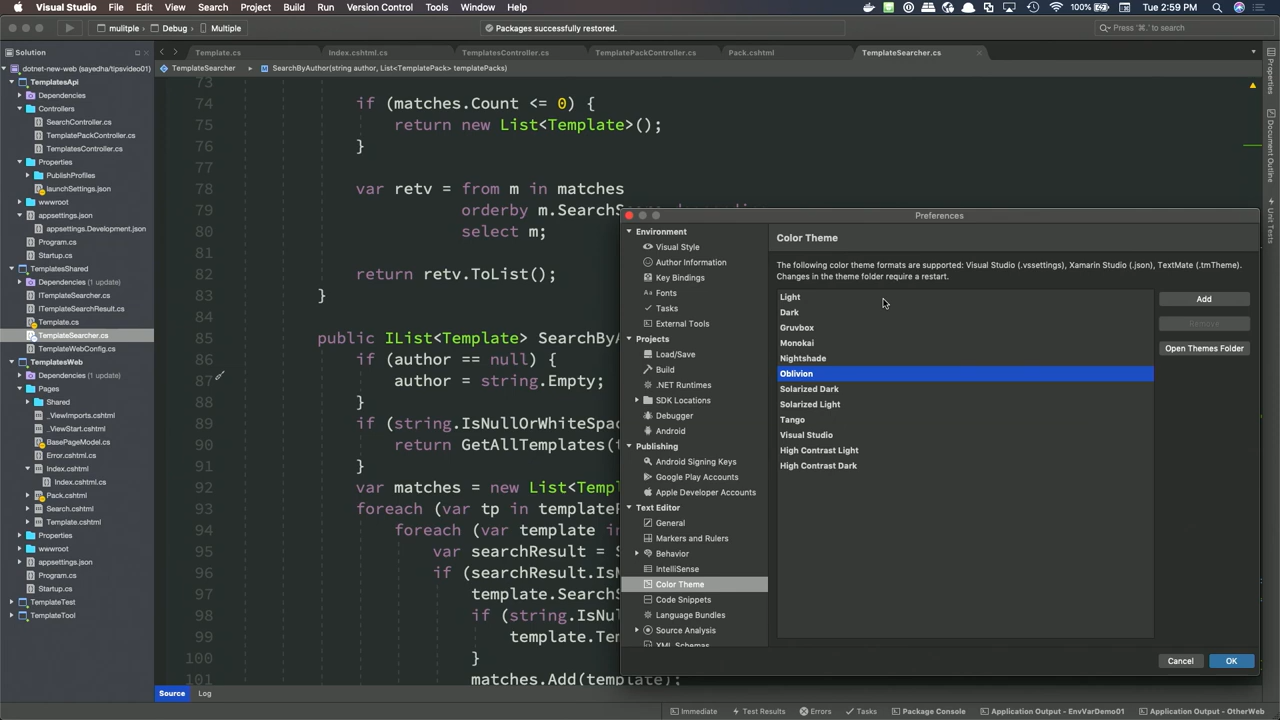 Visual Studio File Edit View Search Project Build Run Version Control Tools Window Help 100% Tue 2:59 PM
mulitple Debug Multiple Packages successfully restored. ⌘. to search
Solution
Template.cs Index.cshtml.cs TemplatesController.cs TemplatePackController.cs Pack.cshtml TemplateSearcher.cs
TemplateSearcher SearchByAuthor(string author, List<TemplatePack> templatePacks)
dotnet-new-web (sayedha/tipsvideo01)
TemplatesApi
Dependencies
Controllers
SearchController.cs
TemplatePackController.cs
TemplatesController.cs
Properties
PublishProfiles
launchSettings.json
wwwroot
appsettings.json
appsettings.Development.json
Program.cs
Startup.cs
TemplatesShared
Dependencies (1 update)
ITemplateSearcher.cs
ITemplateSearchResult.cs
Template.cs
TemplateSearcher.cs
TemplateWebConfig.cs
TemplatesWeb
Dependencies (1 update)
Pages
Shared
_ViewImports.cshtml
_ViewStart.cshtml
BasePageModel.cs
Error.cshtml.cs
Index.cshtml
Index.cshtml.cs
Pack.cshtml
Search.cshtml
Template.cshtml
Properties
wwwroot
appsettings.json
Program.cs
Startup.cs
TemplateTest
TemplateTool
73
74 if (matches.Count <= 0) {
75 return new List<Template>();
76 }
77
78 var retv = from m in matches
79 orderby m.SearchSc
80 select m;
81
82 return retv.ToList();
83 }
84
85 public IList<Template> SearchByA
86 if (author == null) {
87 author = string.Empty;
88 }
89 if (string.IsNullOrWhiteSpac
90 return GetAllTemplates(
91 }
92 var matches = new List<Templ
93 foreach (var tp in templateP
94 foreach (var template in
95 var searchResult = S
96 if (searchResult.IsM
97 template.SearchS
98 if (string.IsNul
99 template.Tem
100 }
101 matches.Add(template);
Preferences
Environment
Visual Style
Author Information
Key Bindings
Fonts
Tasks
External Tools
Projects
Load/Save
Build
.NET Runtimes
SDK Locations
Debugger
Android
Publishing
Android Signing Keys
Google Play Accounts
Apple Developer Accounts
Text Editor
General
Markers and Rulers
Behavior
IntelliSense
Color Theme
Code Snippets
Language Bundles
Source Analysis
XML Schemas
Color Theme
The following color theme formats are supported: Visual Studio (.vssettings), Xamarin Studio (.json), TextMate (.tmTheme).
Changes in the theme folder require a restart.
Light
Dark
Gruvbox
Monokai
Nightshade
Oblivion
Solarized Dark
Solarized Light
Tango
Visual Studio
High Contrast Light
High Contrast Dark
Add
Remove
Open Themes Folder
Cancel OK
Properties
Document Outline
Unit Tests
Source Log
Immediate Test Results Errors Tasks Package Console Application Output - EnvVarDemo01 Application Output - OtherWeb